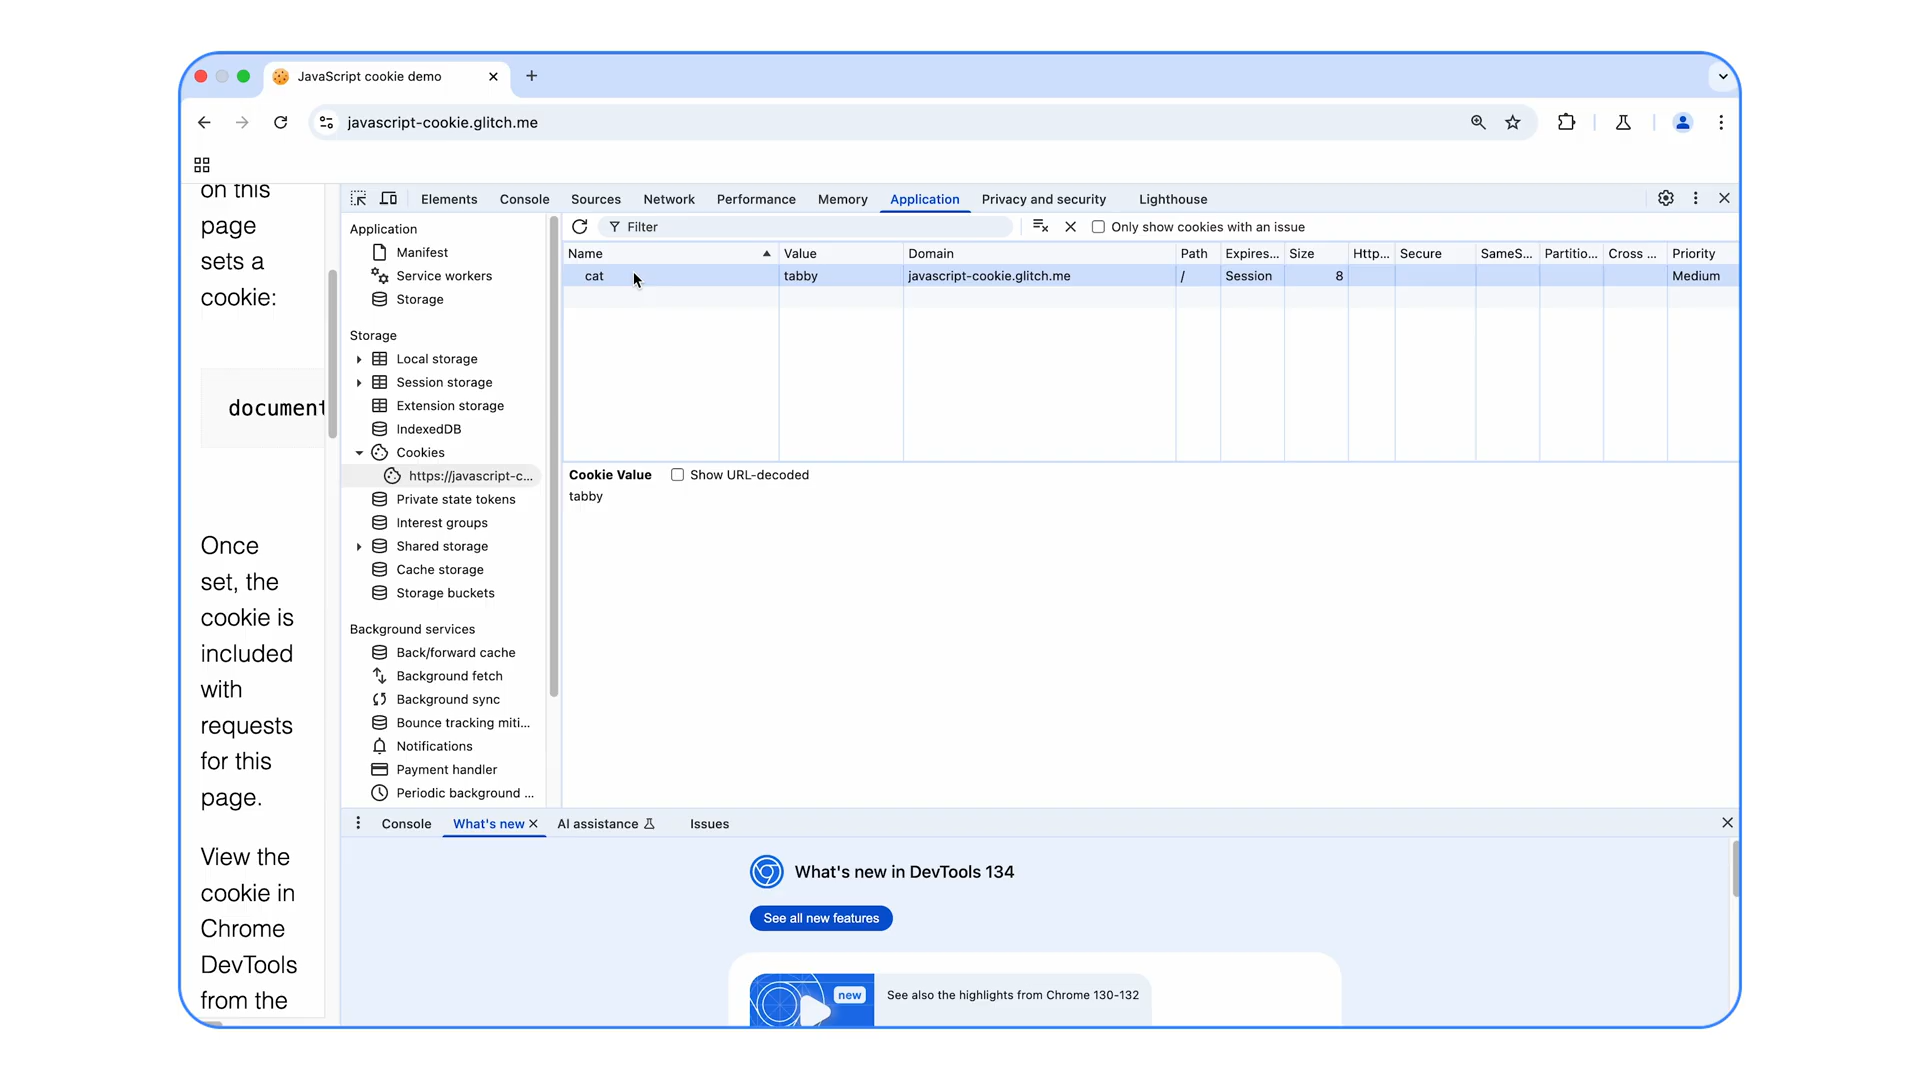 JavaScript cookie demo
javascript-cookie.glitch.me
on this
page
sets a
cookie:
document
Once
set, the
cookie is
included
with
requests
for this
page.
View the
cookie in
Chrome
DevTools
from the
Elements Console Sources Network Performance Memory Application Privacy and security Lighthouse
Application
Manifest
Service workers
Storage
Storage
Local storage
Session storage
Extension storage
IndexedDB
Cookies
https://javascript-c...
Private state tokens
Interest groups
Shared storage
Cache storage
Storage buckets
Background services
Back/forward cache
Background fetch
Background sync
Bounce tracking miti...
Notifications
Payment handler
Periodic background ...
Filter Only show cookies with an issue
Name Value Domain Path Expires... Size Http... Secure SameS... Partitio... Cross ... Priority
cat tabby javascript-cookie.glitch.me / Session 8 Medium
Cookie Value Show URL-decoded
tabby
Console What's new AI assistance Issues
What's new in DevTools 134
See all new features
new
See also the highlights from Chrome 130-132